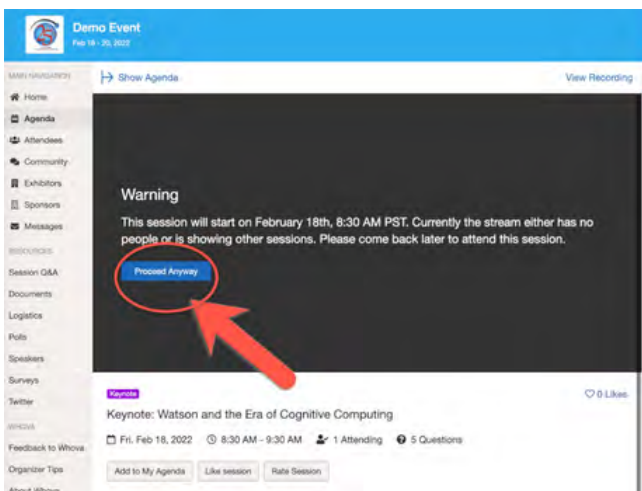 Demo Event
Feb 18 - 20, 2022
MAIN NAVIGATION
Home
Agenda
Attendees
Community
Exhibitors
Sponsors
Messages
RESOURCES
Session Q&A
Documents
Logistics
Polls
Speakers
Surveys
Twitter
WHOVA
Feedback to Whova
Organizer Tips
About Whova
Show Agenda
View Recording
Warning
This session will start on February 18th, 8:30 AM PST. Currently the stream either has no
people or is showing other sessions. Please come back later to attend this session.
Proceed Anyway
Keynote
0 Likes
Keynote: Watson and the Era of Cognitive Computing
Fri. Feb 18, 2022 8:30 AM - 9:30 AM 1 Attending 5 Questions
Add to My Agenda Like session Rate Session